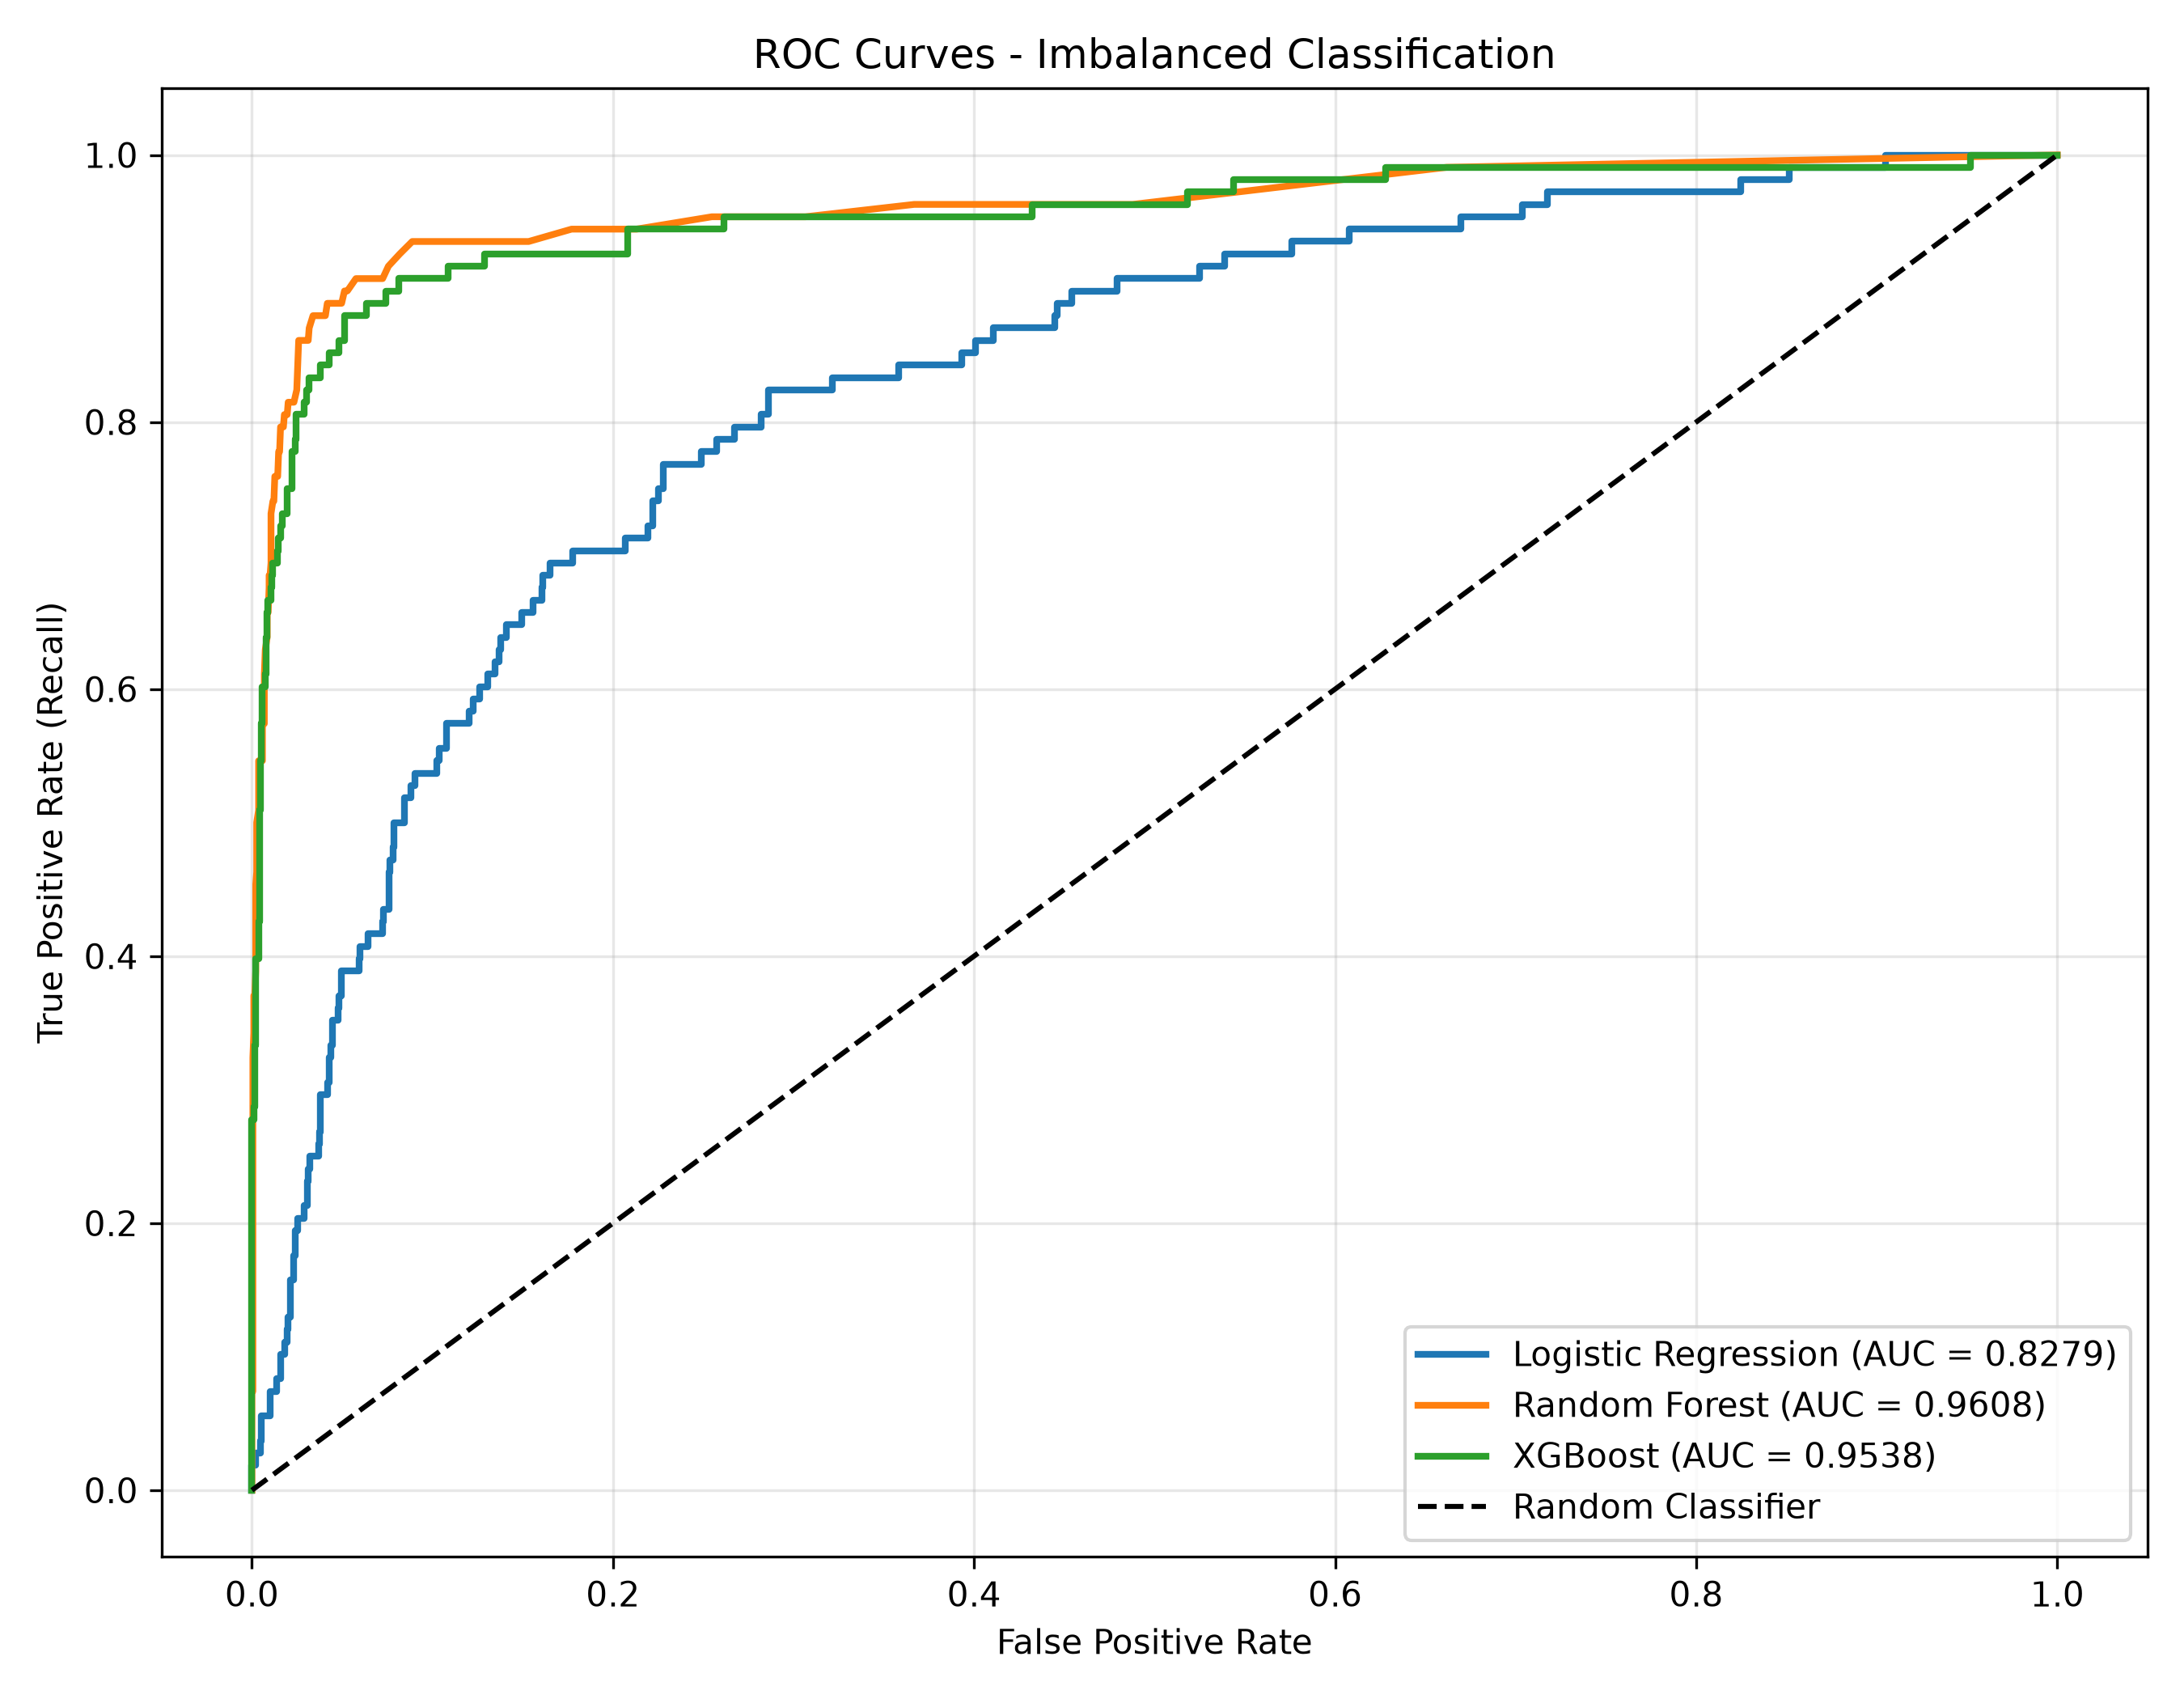 ROC Curves - Imbalanced Classification
True Positive Rate (Recall)
1.0
0.8
0.6
0.4
0.2
0.0
0.0 0.2 0.4 0.6 0.8 1.0
False Positive Rate
Logistic Regression (AUC = 0.8279)
Random Forest (AUC = 0.9608)
XGBoost (AUC = 0.9538)
Random Classifier